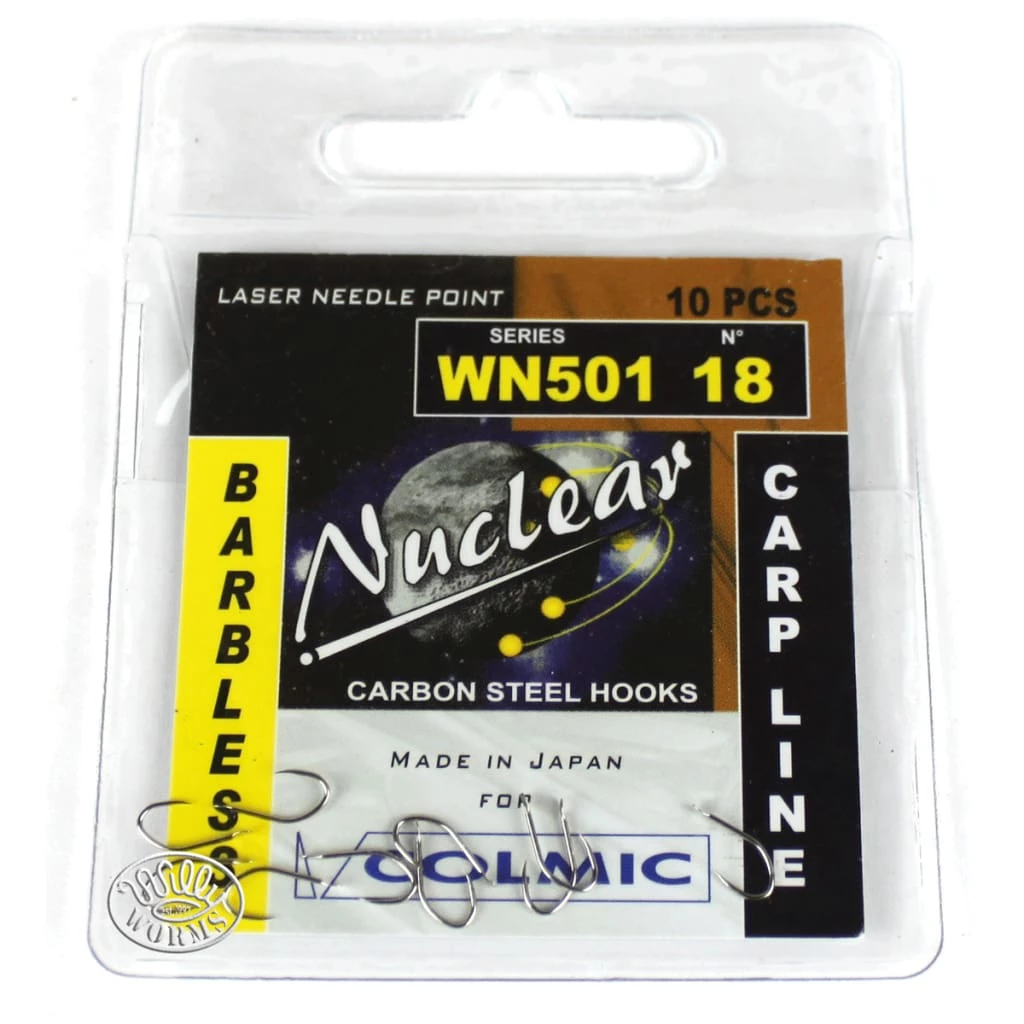 LASER NEEDLE POINT
10 PCS
SERIES N°
WN501 18
BARBLESS
Nuclear
CARP LINE
CARBON STEEL HOOKS
MADE IN JAPAN
FOR
COLMIC
WORMS